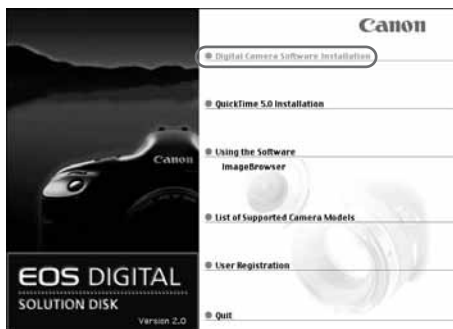 Canon
Digital Camera Software Installation
QuickTime 5.0 Installation
Using the Software
ImageBrowser
List of Supported Camera Models
User Registration
Quit
Canon
EOS DIGITAL
SOLUTION DISK
Version 2.0